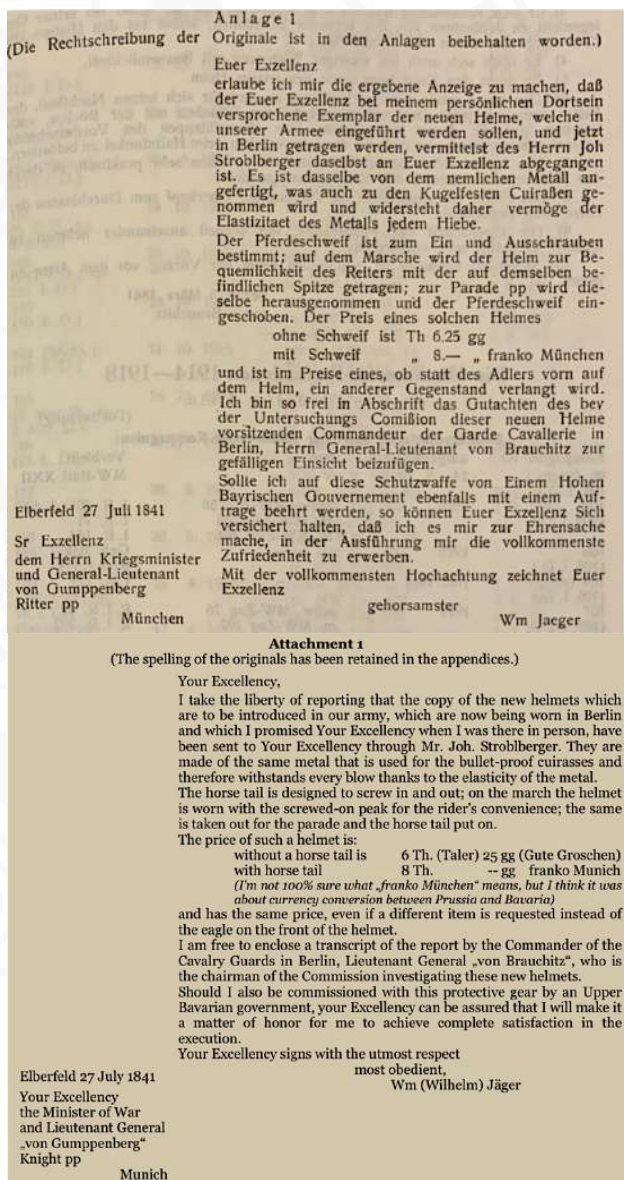 Anlage 1
(Die Rechtschreibung der Originale ist in den Anlagen beibehalten worden.)
Euer Exzellenz
erlaube ich mir die ergebene Anzeige zu machen, daß
der Euer Exzellenz bei meinem persönlichen Dortsein
versprochene Exemplar der neuen Helme, welche in
unserer Armee eingeführt werden sollen, und jetzt
in Berlin getragen werden, vermittelst des Herrn Joh
Stroblberger daselbst an Euer Exzellenz abgegangen
ist. Es ist dasselbe von dem nemlichen Metall an-
gefertigt, was auch zu den Kugelfesten Cuiraßen ge-
nommen wird und widersteht daher vermöge der
Elastizitaet des Metalls jedem Hiebe.
Der Pferdeschweif ist zum Ein und Ausschrauben
bestimmt; auf dem Marsche wird der Helm zur Be-
quemlichkeit des Reiters mit der auf demselben be-
findlichen Spitze getragen; zur Parade pp wird die-
selbe herausgenommen und der Pferdeschweif ein-
geschoben. Der Preis eines solchen Helmes
ohne Schweif ist Th 6.25 gg
mit Schweif „ 8.— „ franko München
und ist im Preise eines, ob statt des Adlers vorn auf
dem Helm, ein anderer Gegenstand verlangt wird.
Ich bin so frei in Abschrift das Gutachten des bey
der Untersuchungs Comißion dieser neuen Helme
vorsitzenden Commandeur der Garde Cavallerie in
Berlin, Herrn General-Lieutenant von Brauchitz zur
gefälligen Einsicht beizufügen.
Sollte ich auf diese Schutzwaffe von Einem Hohen
Bayrischen Gouvernement ebenfalls mit einem Auf-
trage beehrt werden, so können Euer Exzellenz Sich
versichert halten, daß ich es mir zur Ehrensache
mache, in der Ausführung mir die vollkommenste
Zufriedenheit zu erwerben.
Mit der vollkommensten Hochachtung zeichnet Euer
Exzellenz
gehorsamster
Wm Jaeger
Elberfeld 27 Juli 1841
Sr Exzellenz
dem Herrn Kriegsminister
und General-Lieutenant
von Gumppenberg
Ritter pp
München
Attachment 1
(The spelling of the originals has been retained in the appendices.)
Your Excellency,
I take the liberty of reporting that the copy of the new helmets which
are to be introduced in our army, which are now being worn in Berlin
and which I promised Your Excellency when I was there in person, have
been sent to Your Excellency through Mr. Joh. Stroblberger. They are
made of the same metal that is used for the bullet-proof cuirasses and
therefore withstands every blow thanks to the elasticity of the metal.
The horse tail is designed to screw in and out; on the march the helmet
is worn with the screwed-on peak for the rider's convenience; the same
is taken out for the parade and the horse tail put on.
The price of such a helmet is:
without a horse tail is 6 Th. (Taler) 25 gg (Gute Groschen)
with horse tail 8 Th. -- gg franko Munich
(I'm not 100% sure what „franko München" means, but I think it was
about currency conversion between Prussia and Bavaria)
and has the same price, even if a different item is requested instead of
the eagle on the front of the helmet.
I am free to enclose a transcript of the report by the Commander of the
Cavalry Guards in Berlin, Lieutenant General „von Brauchitz“, who is
the chairman of the Commission investigating these new helmets.
Should I also be commissioned with this protective gear by an Upper
Bavarian government, your Excellency can be assured that I will make it
a matter of honor for me to achieve complete satisfaction in the
execution.
Your Excellency signs with the utmost respect
most obedient,
Wm (Wilhelm) Jäger
Elberfeld 27 July 1841
Your Excellency
the Minister of War
and Lieutenant General
„von Gumppenberg“
Knight pp
Munich